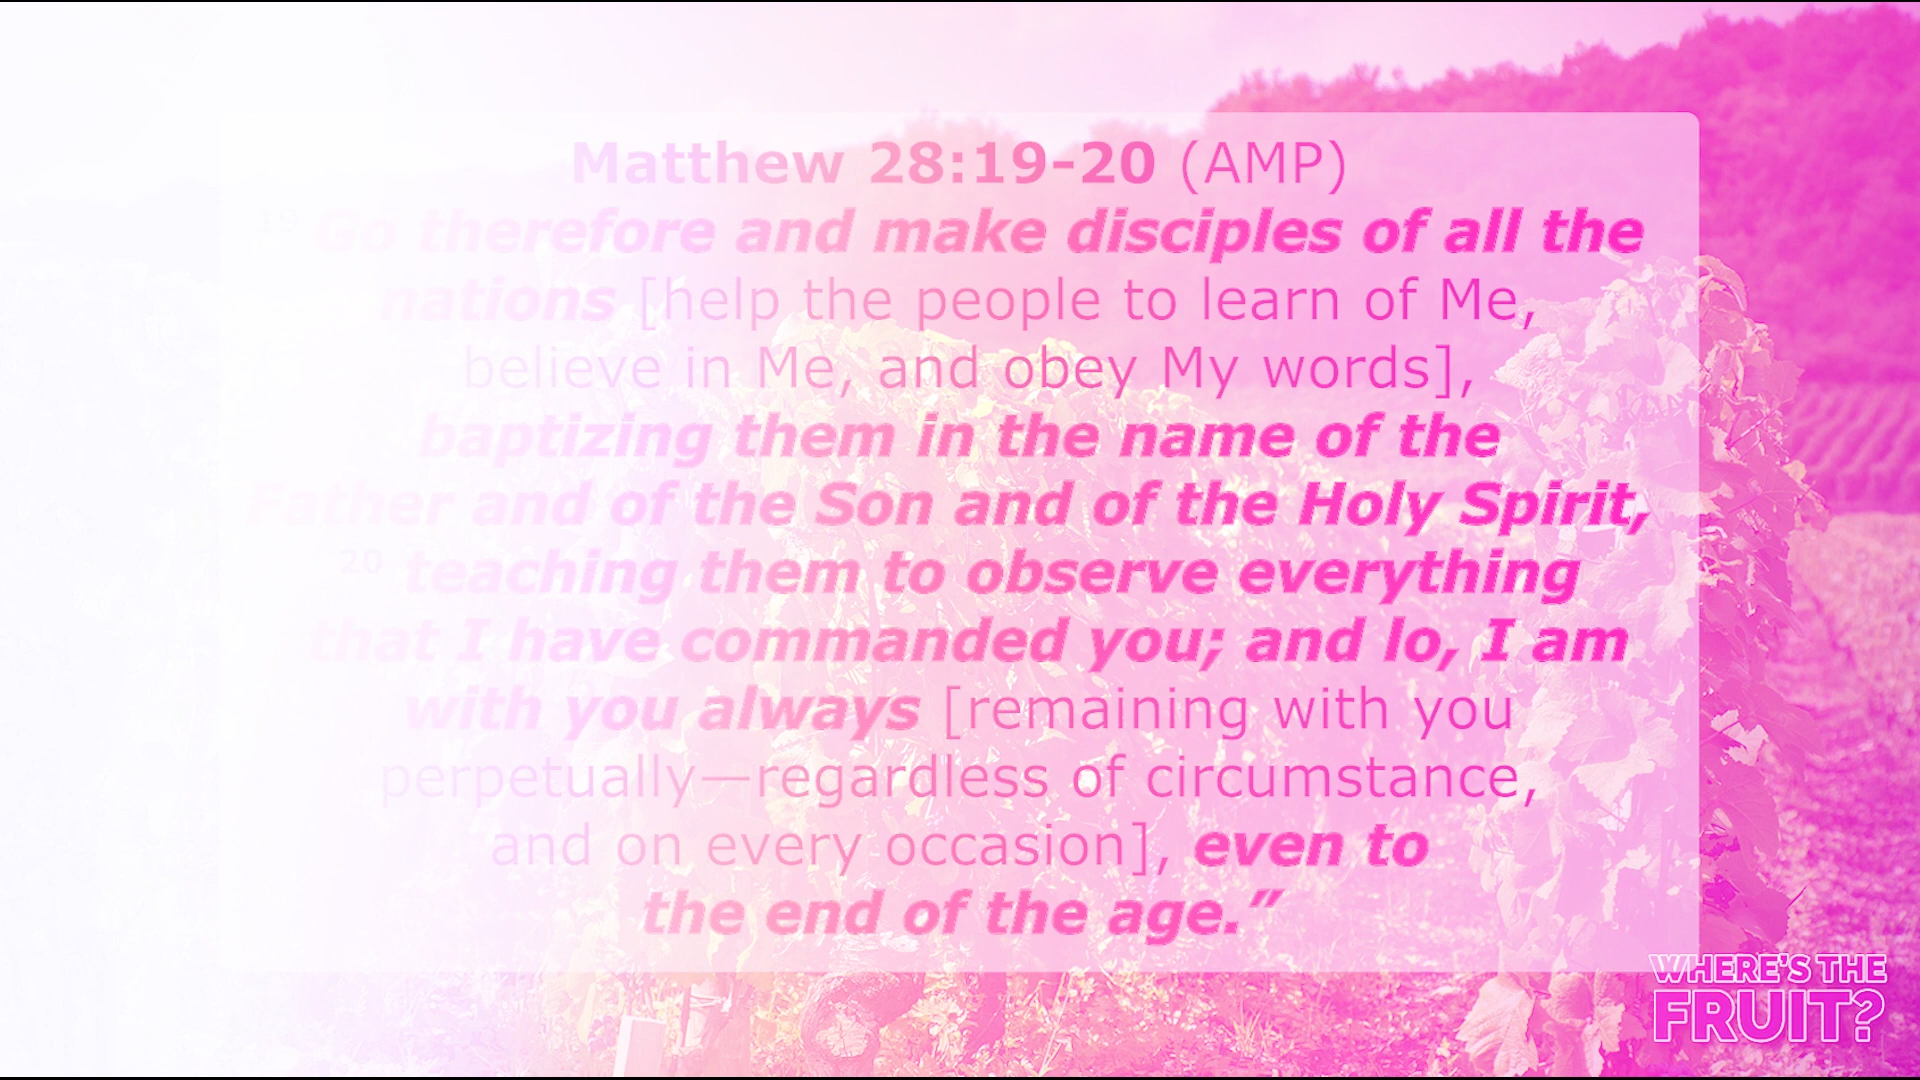 Matthew 28:19-20 (AMP)
19 Go therefore and make disciples of all the
nations [help the people to learn of Me,
believe in Me, and obey My words],
baptizing them in the name of the
Father and of the Son and of the Holy Spirit,
20 teaching them to observe everything
that I have commanded you; and lo, I am
with you always [remaining with you
perpetually—regardless of circumstance,
and on every occasion], even to
the end of the age.”
WHERE'S THE
FRUIT?